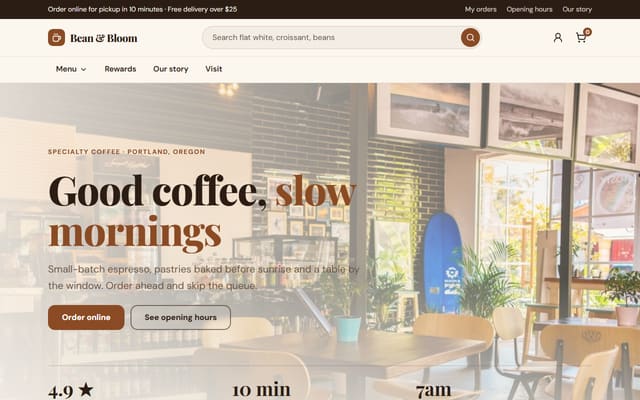 Order online for pickup in 10 minutes · Free delivery over $25
My orders Opening hours Our story
Bean & Bloom
Search flat white, croissant, beans
0
Menu Rewards Our story Visit
SPECIALTY COFFEE · PORTLAND, OREGON
Good coffee, slow
mornings
Small-batch espresso, pastries baked before sunrise and a table by
the window. Order ahead and skip the queue.
Order online See opening hours
4.9 ★ 10 min 7am